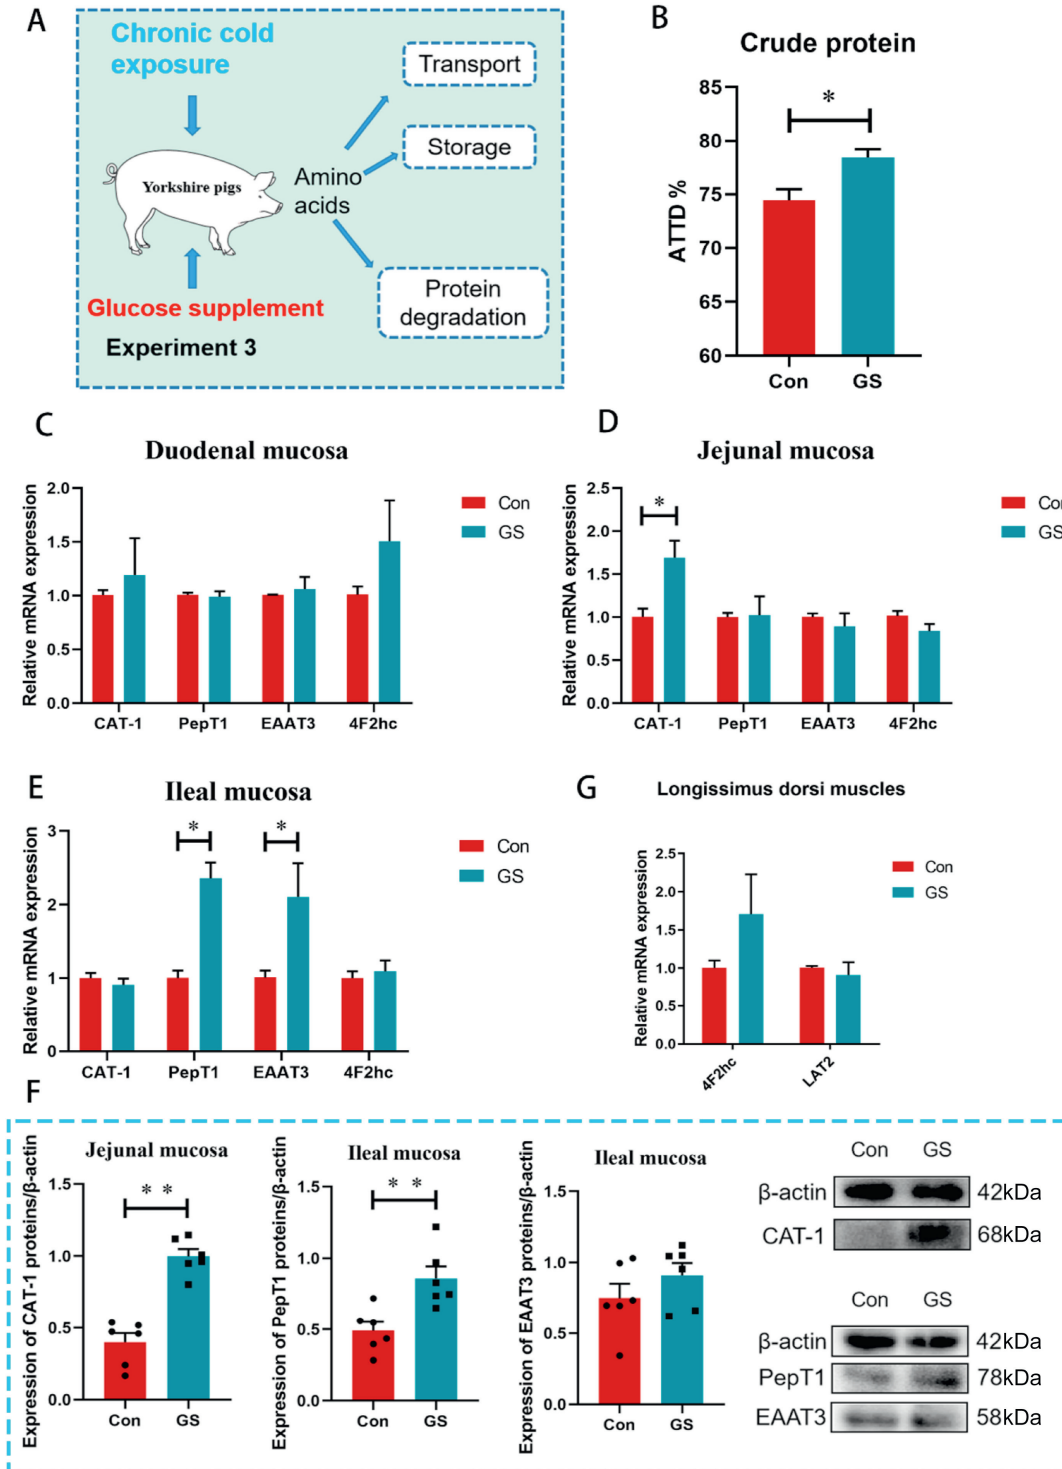 A
Chronic cold
exposure
Yorkshire pigs
Amino
acids
Transport
Storage
Protein
degradation
Glucose supplement
Experiment 3
B
Crude protein
*
ATTD %
85
80
75
70
65
60
Con GS
C
Duodenal mucosa
Relative mRNA expression
2.0
1.5
1.0
0.5
0.0
CAT-1 PepT1 EAAT3 4F2hc
Con
GS
D
Jejunal mucosa
*
Relative mRNA expression
2.5
2.0
1.5
1.0
0.5
0.0
CAT-1 PepT1 EAAT3 4F2hc
Co
GS
E
Ileal mucosa
* *
Relative mRNA expression
3
2
1
0
CAT-1 PepT1 EAAT3 4F2hc
Con
GS
G
Longissimus dorsi muscles
Relative mRNA expression
2.5
2.0
1.5
1.0
0.5
0.0
4F2hc LAT2
Con
GS
F
Jejunal mucosa
* *
Expression of CAT-1 proteins/β-actin
1.5
1.0
0.5
0.0
Con GS
Ileal mucosa
* *
Expression of PepT1 proteins/β-actin
1.5
1.0
0.5
0.0
Con GS
Ileal mucosa
Expression of EAAT3 proteins/β-actin
1.5
1.0
0.5
0.0
Con GS
Con GS
β-actin 42kDa
CAT-1 68kDa
Con GS
β-actin 42kDa
PepT1 78kDa
EAAT3 58kDa